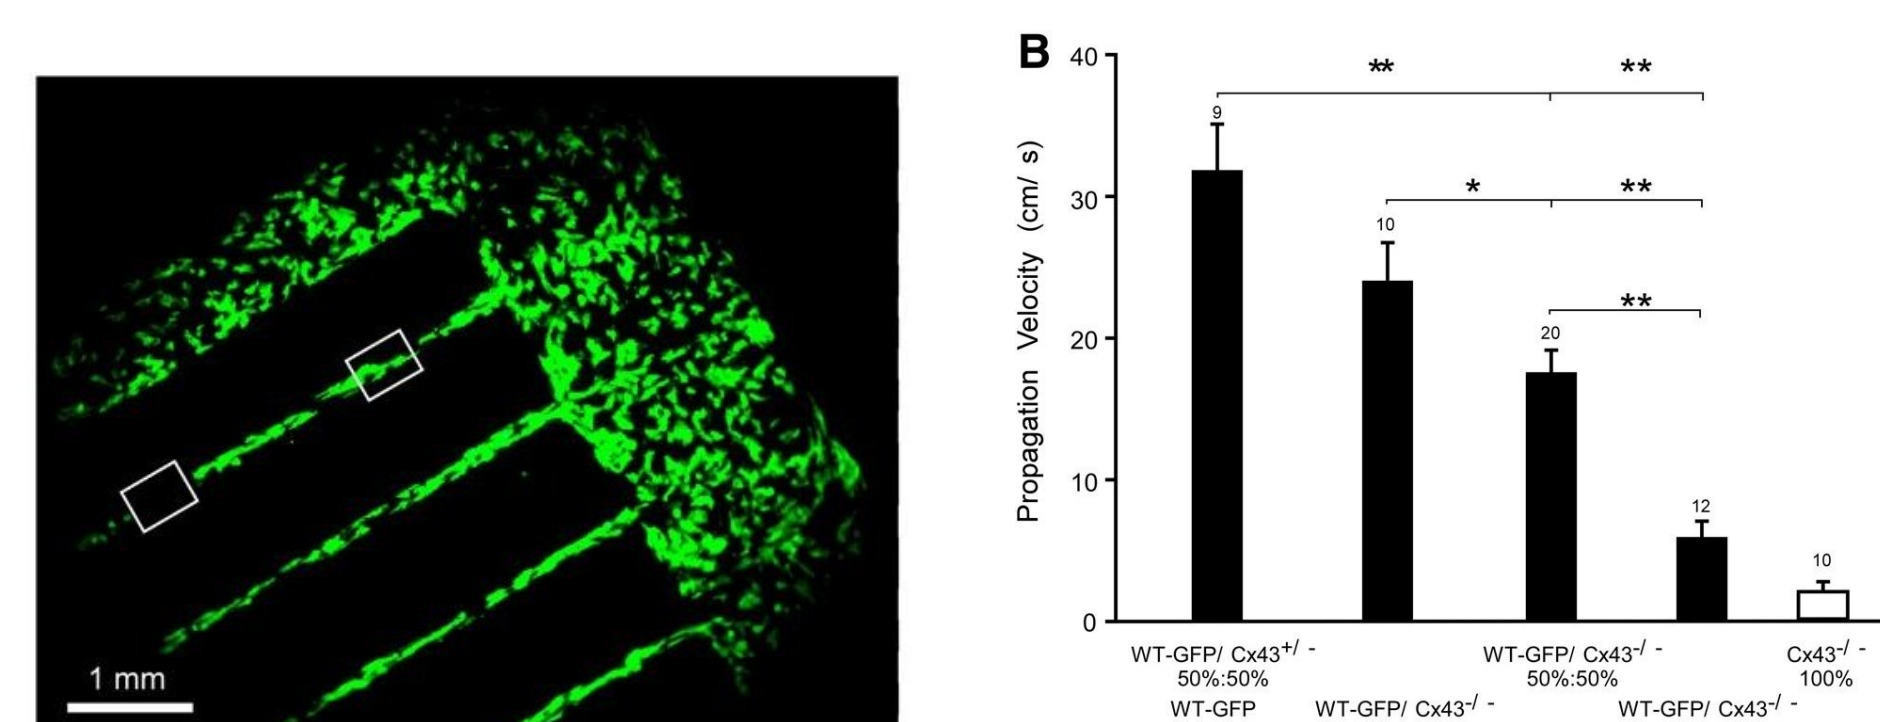 1 mm
B
Propagation Velocity (cm/ s)
40
30
20
10
0
** **
9
* **
10
**
20
12
10
WT-GFP/ Cx43+/ - WT-GFP/ Cx43-/ - Cx43-/ -
50%:50% 50%:50% 100%
WT-GFP WT-GFP/ Cx43-/ - WT-GFP/ Cx43-/ -